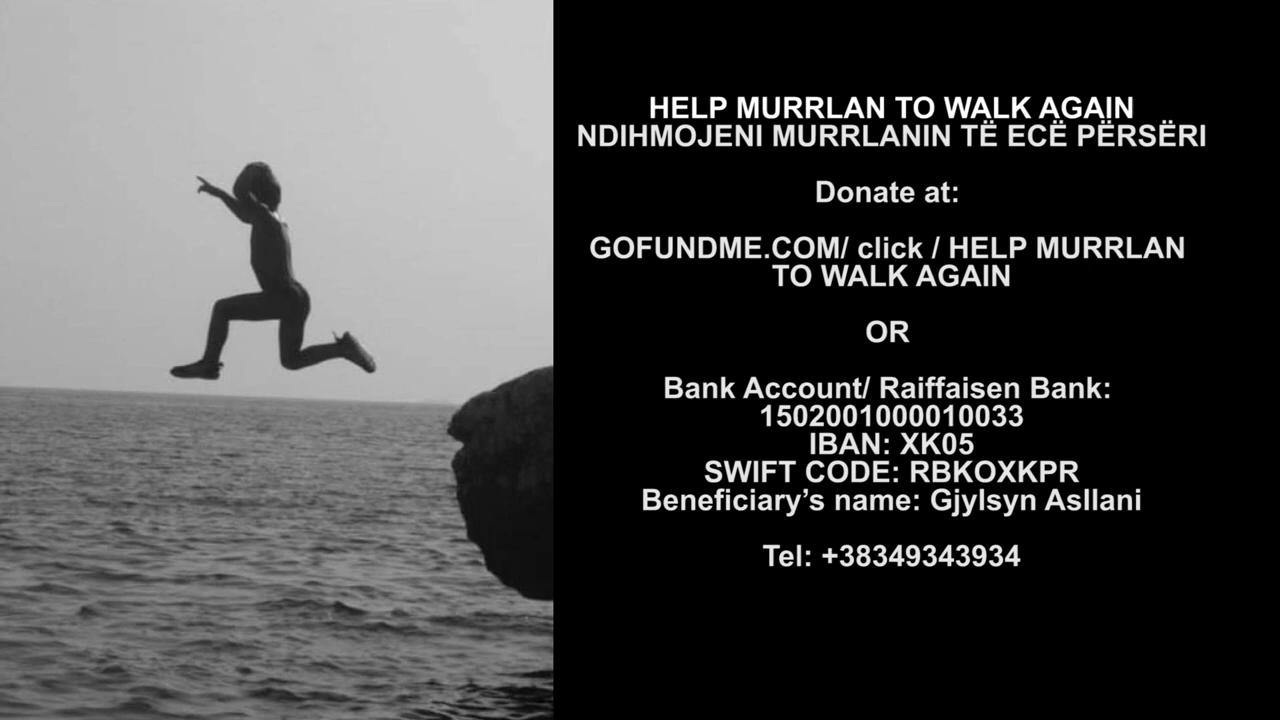 HELP MURRLAN TO WALK AGAIN
NDIHMOJENI MURRLANIN TË ECË PËRSËRI
Donate at:
GOFUNDME.COM/ click / HELP MURRLAN
TO WALK AGAIN
OR
Bank Account/ Raiffaisen Bank:
1502001000010033
IBAN: XK05
SWIFT CODE: RBKOXKPR
Beneficiary’s name: Gjylsyn Asllani
Tel: +38349343934